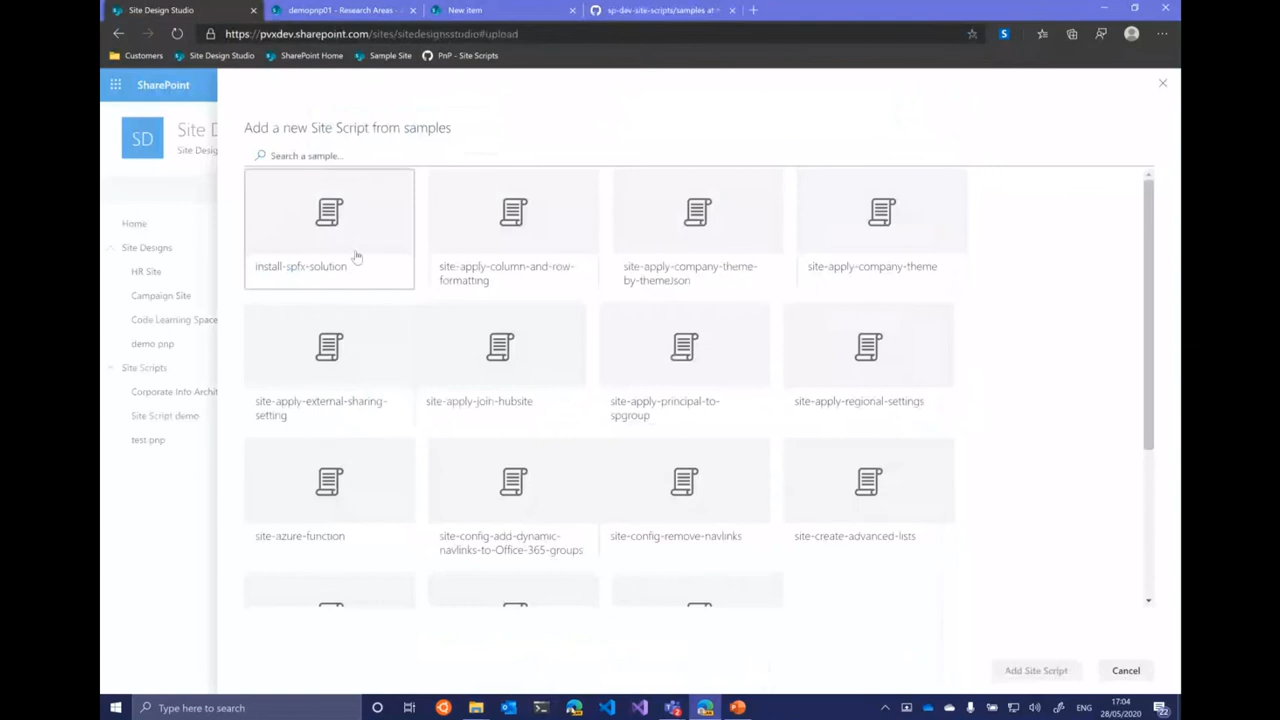 Site Design Studio
demopnp01 - Research Areas - A
New item
sp-dev-site-scripts/samples at
https://pvxdev.sharepoint.com/sites/sitedesignsstudio#upload
Customers
Site Design Studio
SharePoint Home
Sample Site
PnP - Site Scripts
SharePoint
SD
Site D
Site Desig
Home
Site Designs
HR Site
Campaign Site
Code Learning Space
demo pnp
Site Scripts
Corporate Info Archit
Site Script demo
test pnp
Add a new Site Script from samples
Search a sample...
install-spfx-solution
site-apply-column-and-row-
formatting
site-apply-company-theme-
by-themeJson
site-apply-company-theme
site-apply-external-sharing-
setting
site-apply-join-hubsite
site-apply-principal-to-
spgroup
site-apply-regional-settings
site-azure-function
site-config-add-dynamic-
navlinks-to-Office-365-groups
site-config-remove-navlinks
site-create-advanced-lists
Add Site Script
Cancel
Type here to search
ENG
17:04
28/05/2020
22